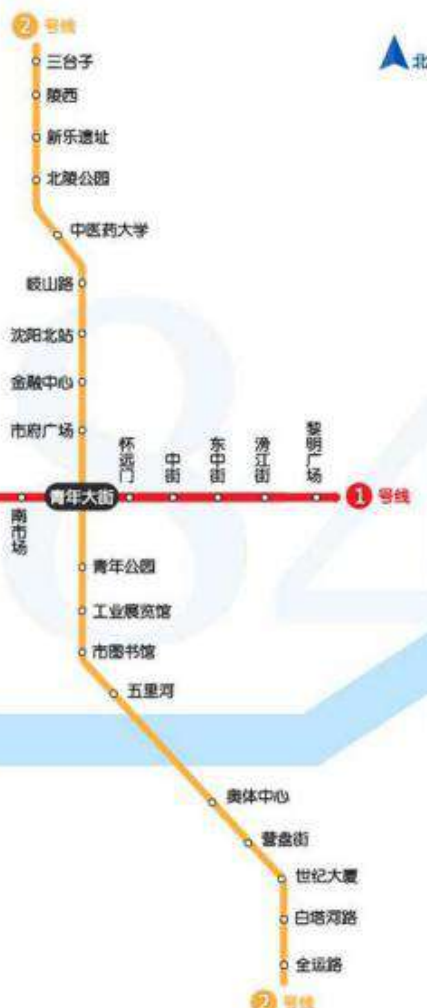 2 号线
北
三台子
陵西
新乐遗址
北陵公园
中医药大学
岐山路
沈阳北站
金融中心
市府广场
怀远门
中街
东中街
滂江街
黎明广场
青年大街
1 号线
南市场
青年公园
工业展览馆
市图书馆
五里河
奥体中心
营盘街
世纪大厦
白塔河路
全运路
2 号线
84